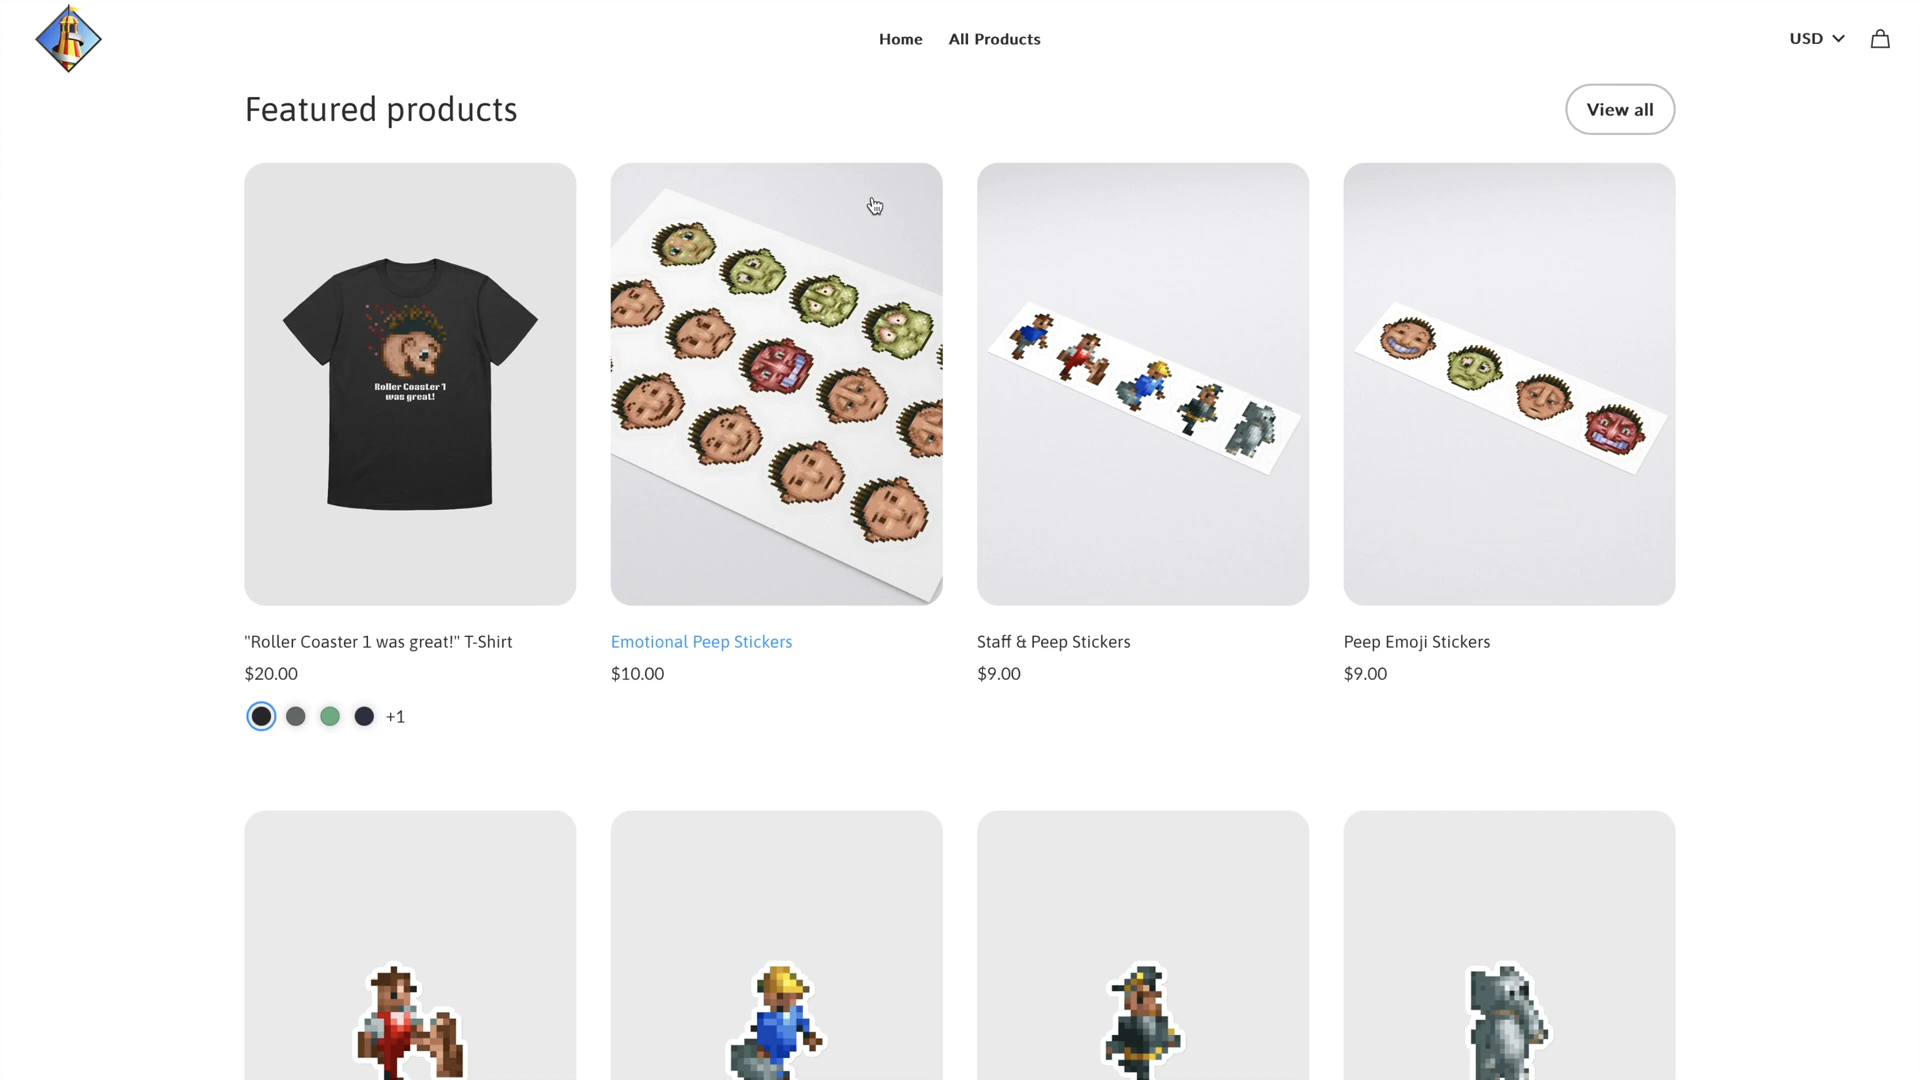 Home
All Products
USD
Featured products
View all
Roller Coaster 1
was great!
"Roller Coaster 1 was great!" T-Shirt
$20.00
+1
Emotional Peep Stickers
$10.00
Staff & Peep Stickers
$9.00
Peep Emoji Stickers
$9.00